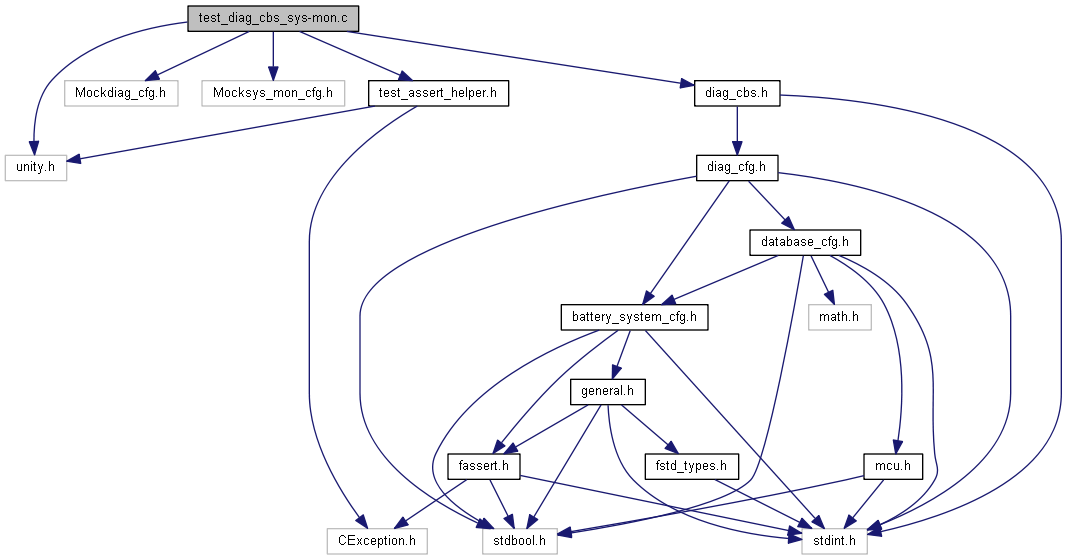 test_diag_cbs_sys-mon.c
Mockdiag_cfg.h
Mocksys_mon_cfg.h
test_assert_helper.h
diag_cbs.h
unity.h
diag_cfg.h
database_cfg.h
battery_system_cfg.h
math.h
general.h
fassert.h
fstd_types.h
mcu.h
CException.h
stdbool.h
stdint.h